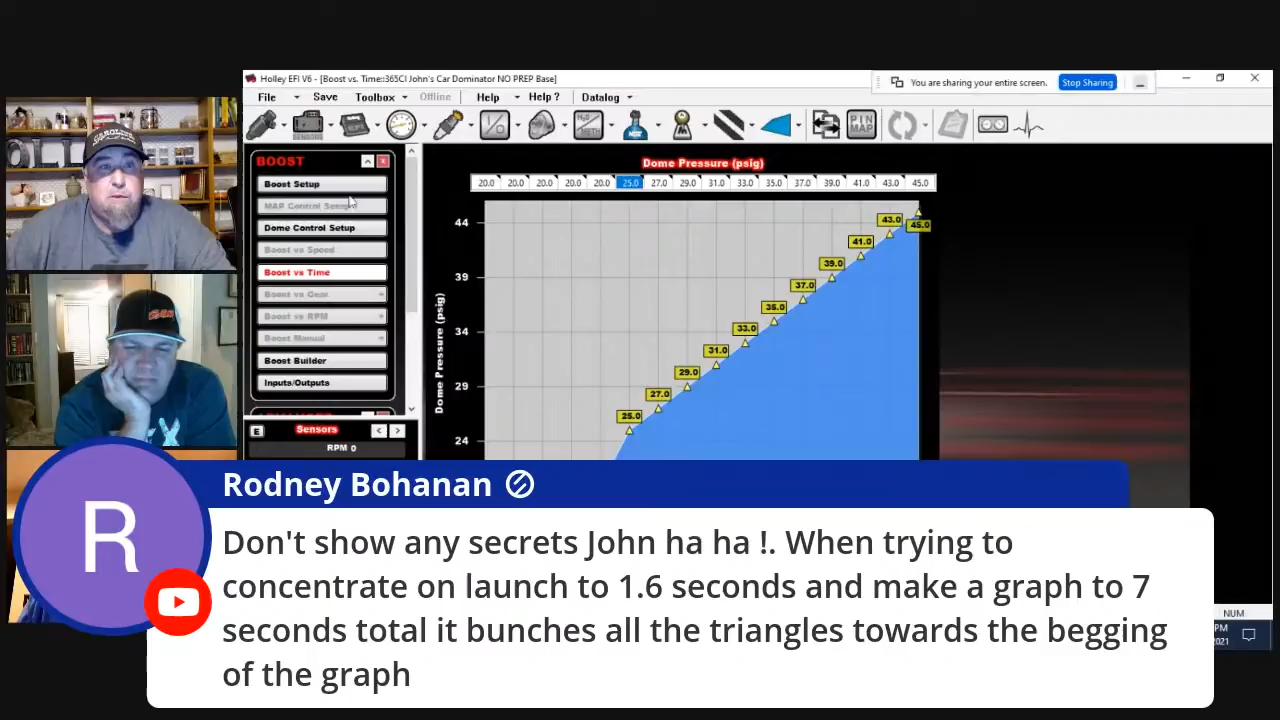 Holley EFI V6 - [Boost vs. Time::365CI John's Car Dominator NO PREP Base]
You are sharing your entire screen.
Stop Sharing
File Save Toolbox Offline Help Help ? Datalog
I/O
PIN MAP
BOOST
Boost Setup
MAP Control Setup
Dome Control Setup
Boost vs Speed
Boost vs Time
Boost vs Gear
Boost vs RPM
Boost Manual
Boost Builder
Inputs/Outputs
E Sensors
RPM 0
Dome Pressure (psig)
20.0 20.0 20.0 20.0 20.0 25.0 27.0 29.0 31.0 33.0 35.0 37.0 39.0 41.0 43.0 45.0
Dome Pressure (psig)
44
39
34
29
24
25.0
27.0
29.0
31.0
33.0
35.0
37.0
39.0
41.0
43.0
45.0
R
Rodney Bohanan
Don't show any secrets John ha ha !. When trying to
concentrate on launch to 1.6 seconds and make a graph to 7
seconds total it bunches all the triangles towards the begging
of the graph
NUM
PM
2021